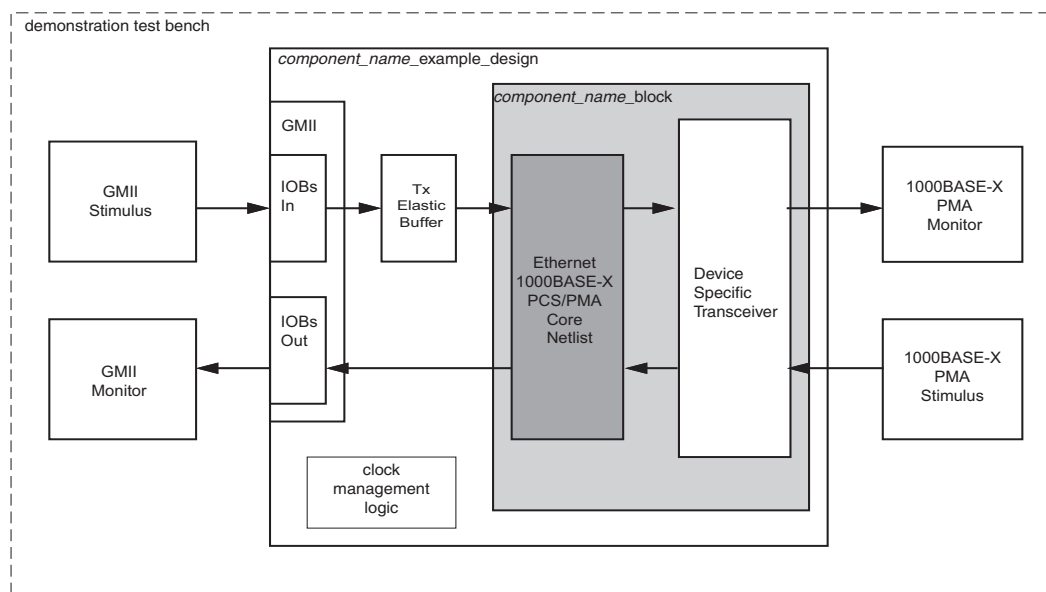 demonstration test bench
component_name_example_design
component_name_block
GMII
GMII
Stimulus
IOBs
In
Tx
Elastic
Buffer
Ethernet
1000BASE-X
PCS/PMA
Core
Netlist
Device
Specific
Transceiver
1000BASE-X
PMA
Monitor
GMII
Monitor
IOBs
Out
1000BASE-X
PMA
Stimulus
clock
management
logic